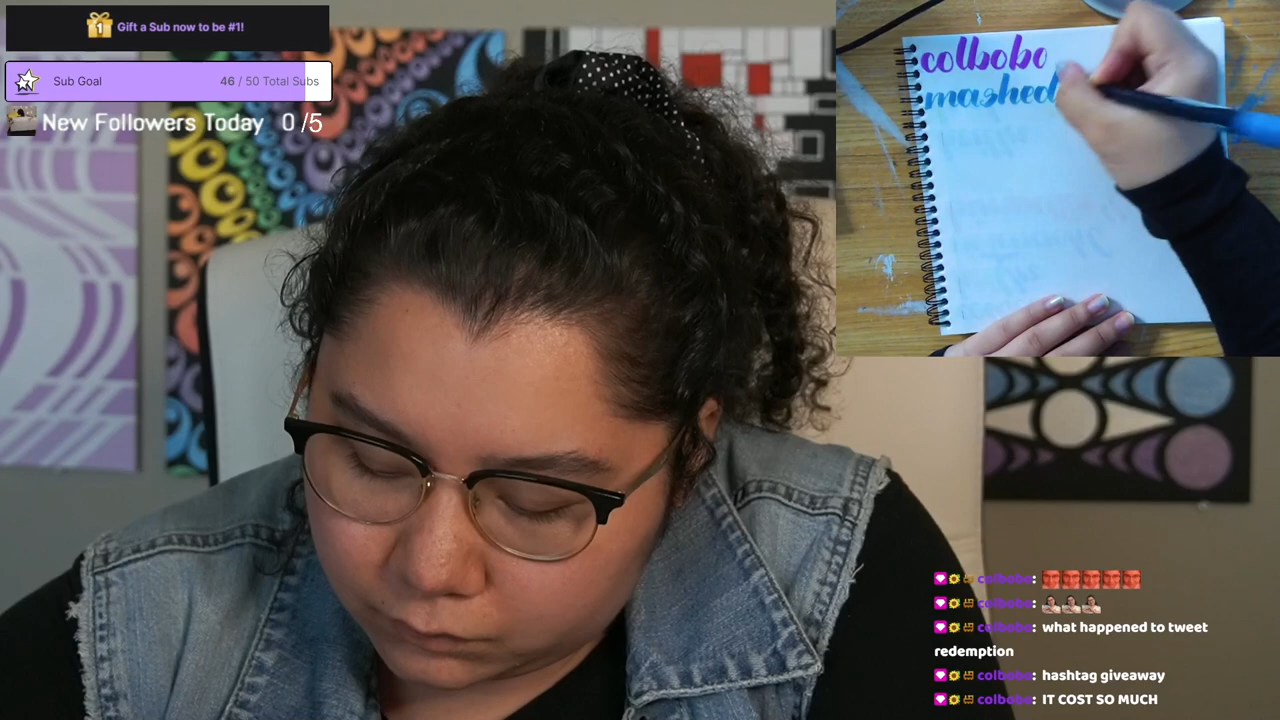 Gift a Sub now to be #1!
Sub Goal 46 / 50 Total Subs
New Followers Today 0 /5
colbobo
mashed
colbobo:
colbobo:
colbobo: what happened to tweet
redemption
colbobo: hashtag giveaway
colbobo: IT COST SO MUCH